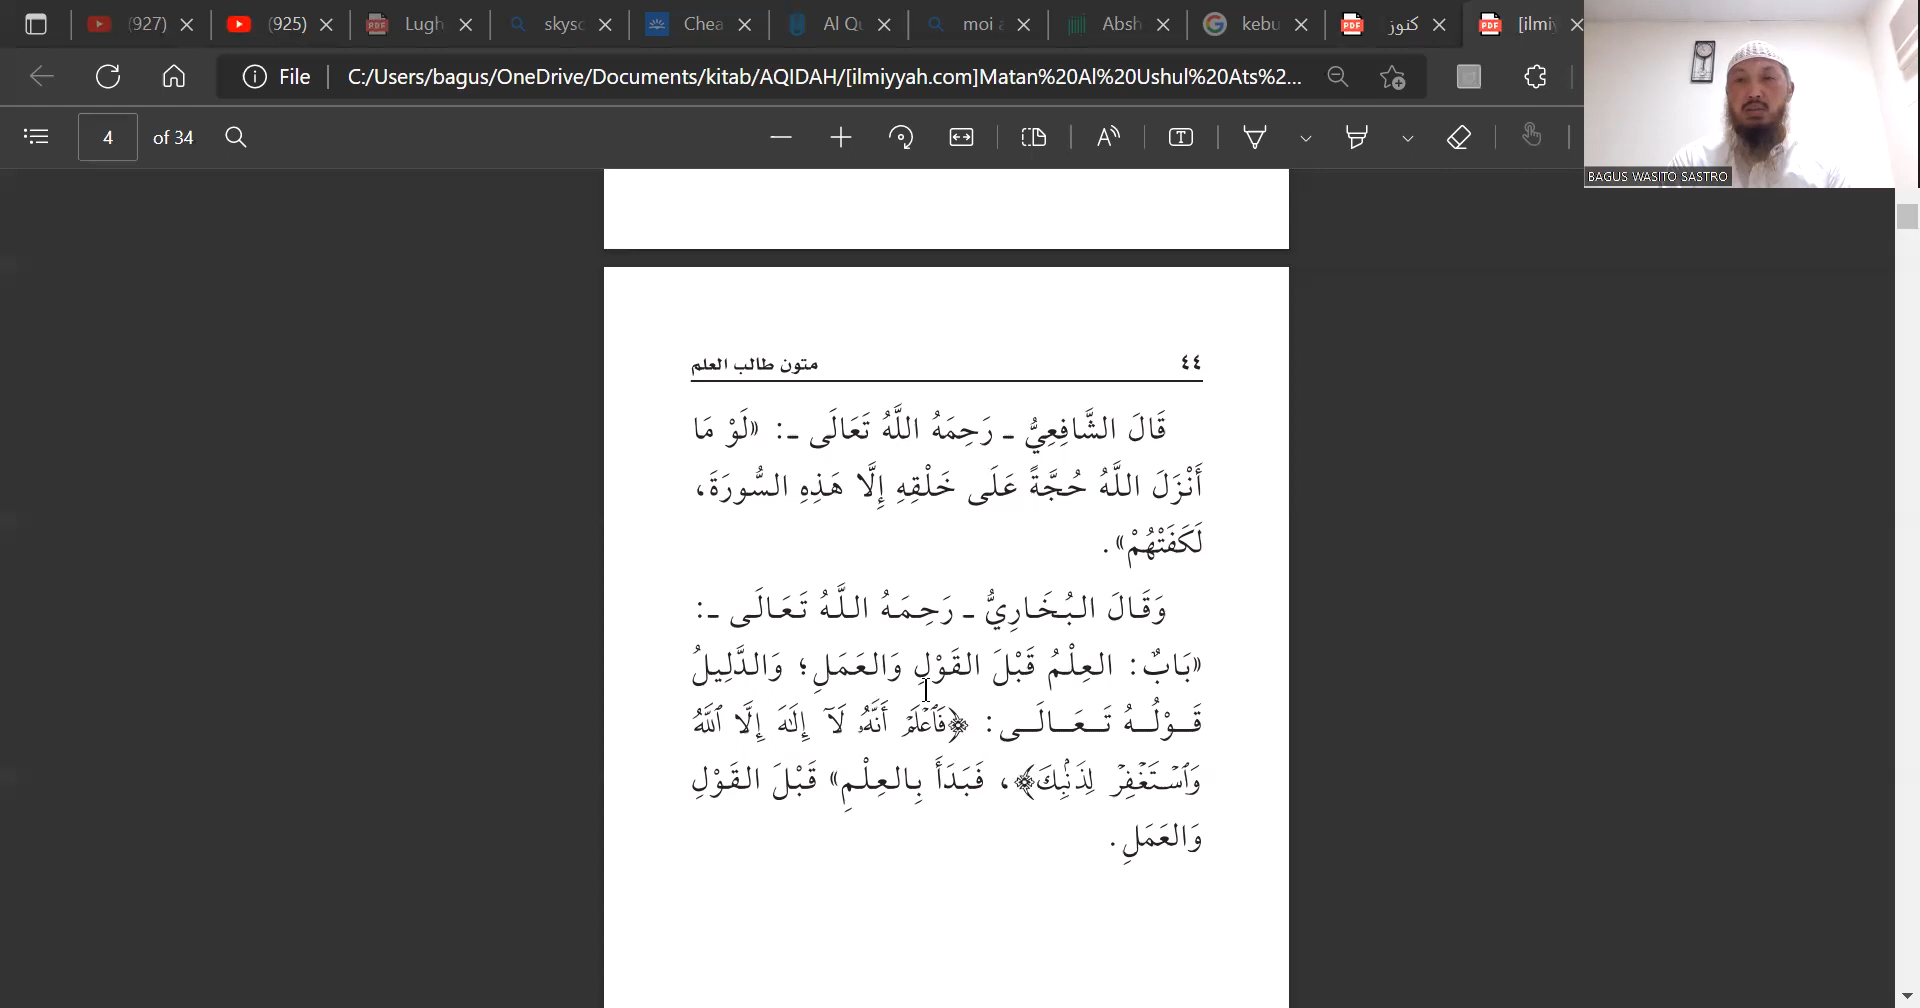 (927)
(925)
Lugh
skysc
Chea
Al Qu
moi a
Absh
kebu
كنوز
[ilmiy
File
C:/Users/bagus/OneDrive/Documents/kitab/AQIDAH/[ilmiyyah.com]Matan%20Al%20Ushul%20Ats%2...
4 of 34
BAGUS WASITO SASTRO
٤٤ متون طالب العلم
قَالَ الشَّافِعِيُّ ـ رَحِمَهُ اللَّهُ تَعَالَى ـ: «لَوْ مَا
أَنْزَلَ اللَّهُ حُجَّةً عَلَى خَلْقِهِ إِلَّا هَذِهِ السُّورَةَ،
لَكَفَتْهُمْ».
وَقَالَ البُخَارِيُّ ـ رَحِمَهُ اللَّهُ تَعَالَى ـ:
«بَابٌ: العِلْمُ قَبْلَ القَوْلِ وَالعَمَلِ؛ وَالدَّلِيلُ
قَوْلُهُ تَعَالَى: ﴿فَٱعۡلَمۡ أَنَّهُۥ لَآ إِلَٰهَ إِلَّا ٱللَّهُ
وَٱسۡتَغۡفِرۡ لِذَنۢبِكَ﴾، فَبَدَأَ بِالعِلْمِ» قَبْلَ القَوْلِ
وَالعَمَلِ.